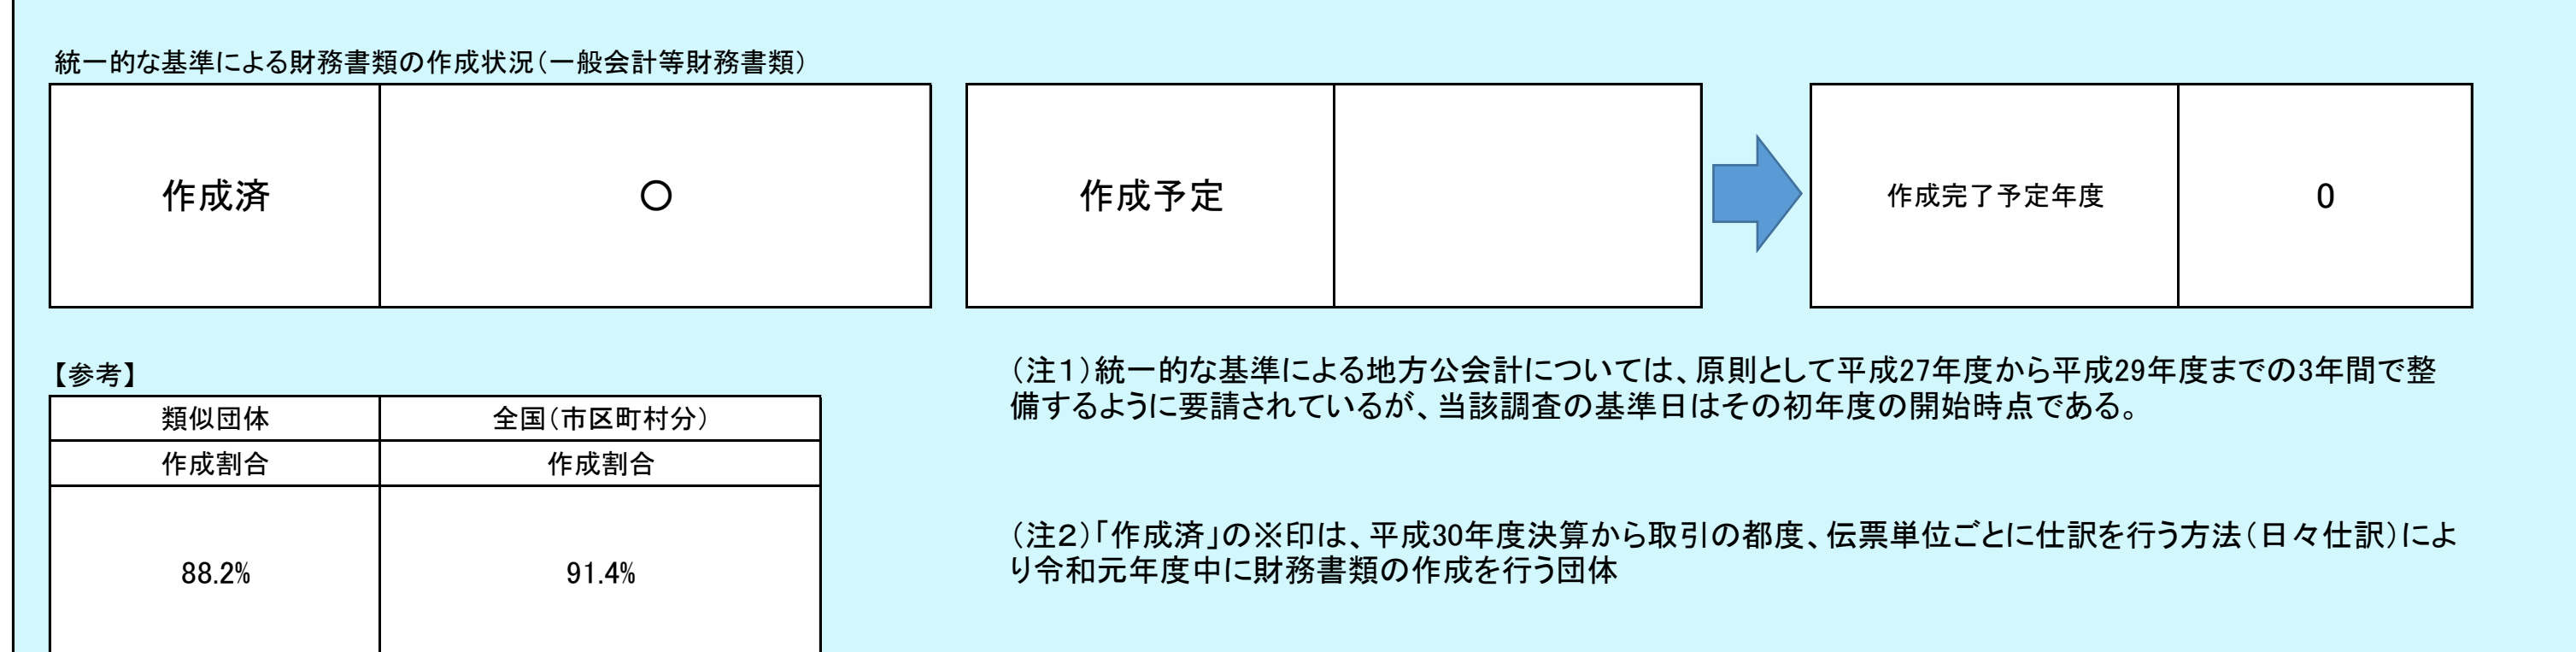 統一的な基準による財務書類の作成状況（一般会計等財務書類）
作成済
〇
作成予定
作成完了予定年度
0
【参考】
類似団体
全国（市区町村分）
作成割合
作成割合
88.2%
91.4%
（注１）統一的な基準による地方公会計については、原則として平成27年度から平成29年度までの3年間で整
備するように要請されているが、当該調査の基準日はその初年度の開始時点である。
（注２）「作成済」の※印は、平成30年度決算から取引の都度、伝票単位ごとに仕訳を行う方法（日々仕訳）によ
り令和元年度中に財務書類の作成を行う団体